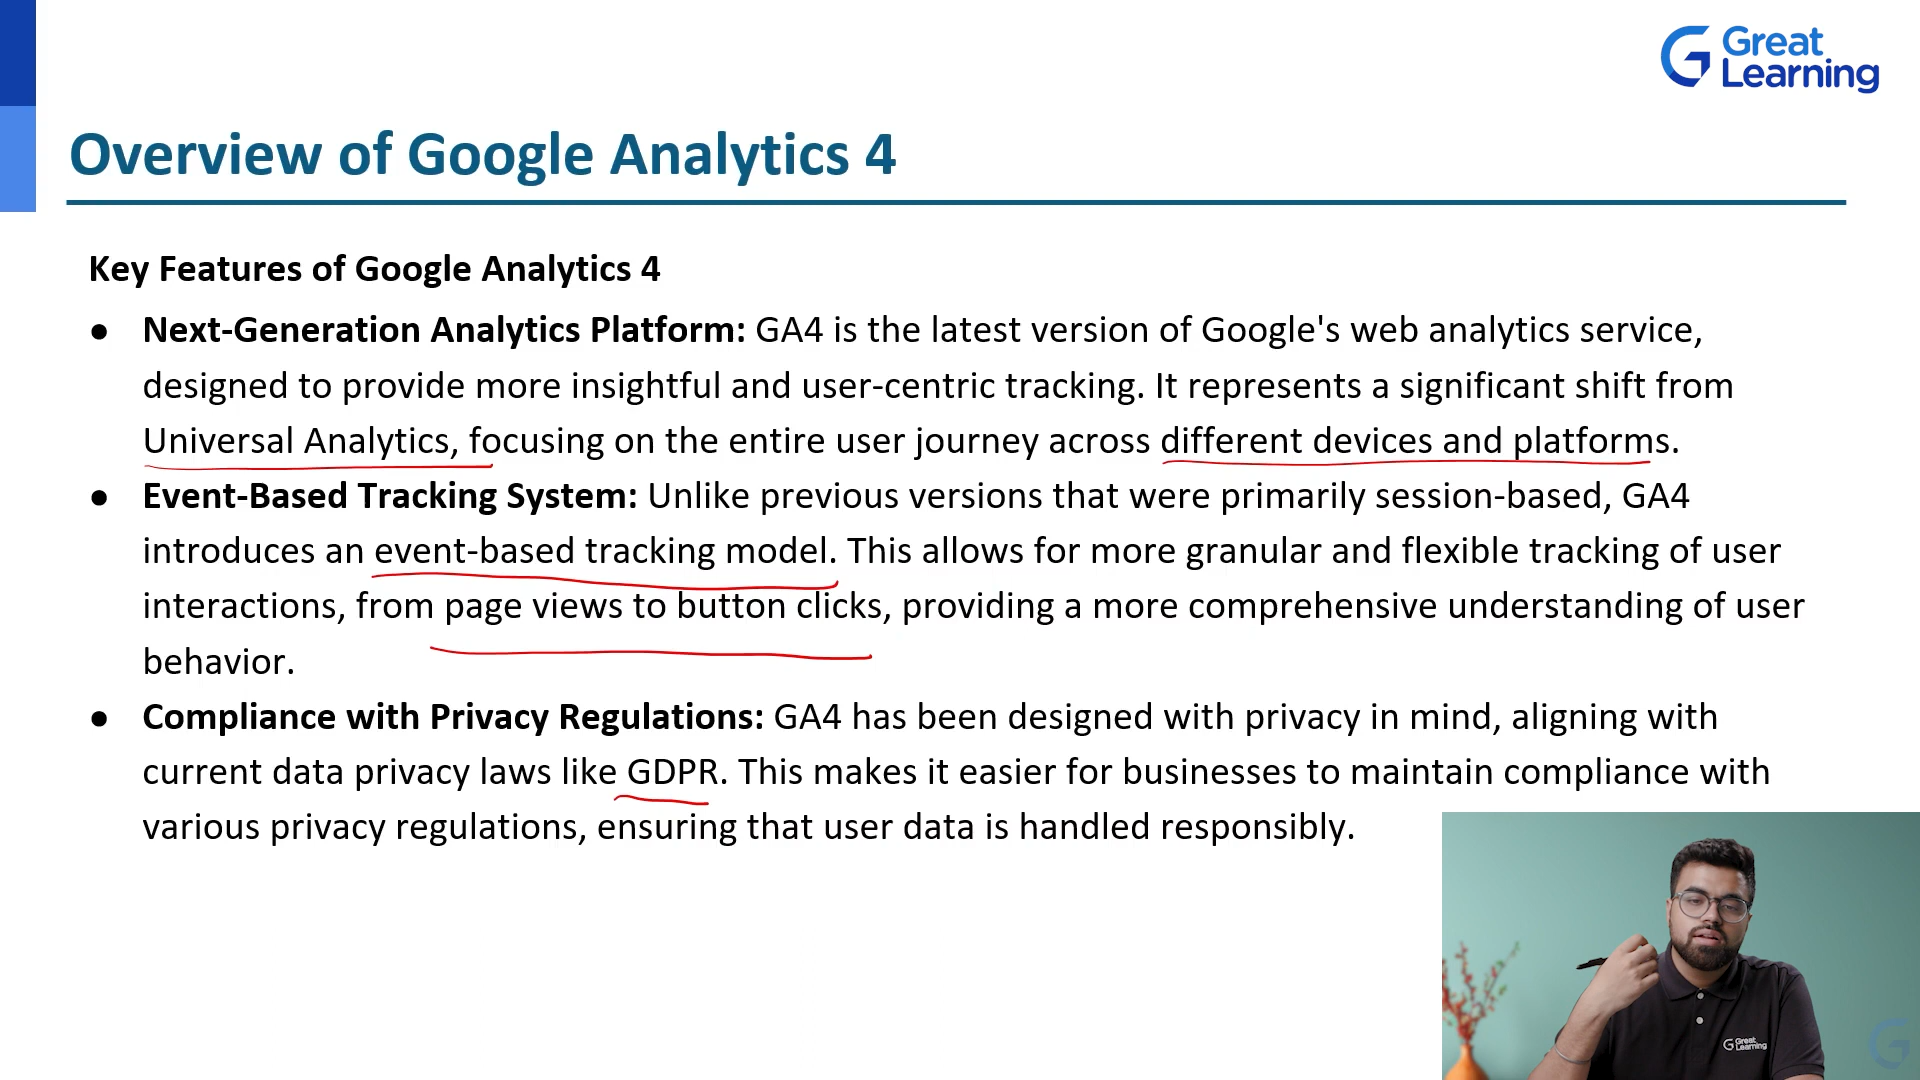 Great
Learning
Overview of Google Analytics 4
Key Features of Google Analytics 4
● Next-Generation Analytics Platform: GA4 is the latest version of Google's web analytics service,
designed to provide more insightful and user-centric tracking. It represents a significant shift from
Universal Analytics, focusing on the entire user journey across different devices and platforms.
● Event-Based Tracking System: Unlike previous versions that were primarily session-based, GA4
introduces an event-based tracking model. This allows for more granular and flexible tracking of user
interactions, from page views to button clicks, providing a more comprehensive understanding of user
behavior.
● Compliance with Privacy Regulations: GA4 has been designed with privacy in mind, aligning with
current data privacy laws like GDPR. This makes it easier for businesses to maintain compliance with
various privacy regulations, ensuring that user data is handled responsibly.
Great
Learning